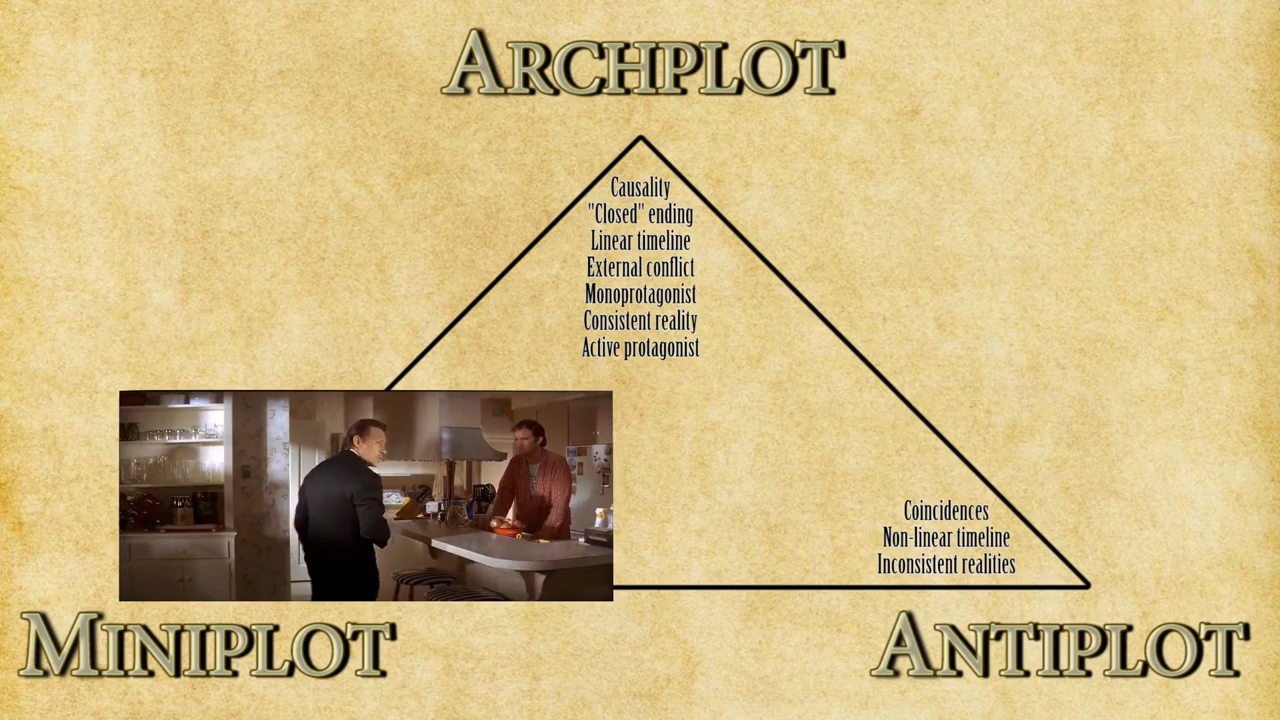 ARCHPLOT
Causality
"Closed" ending
Linear timeline
External conflict
Monoprotagonist
Consistent reality
Active protagonist
Coincidences
Non-linear timeline
Inconsistent realities
MINIPLOT
ANTIPLOT